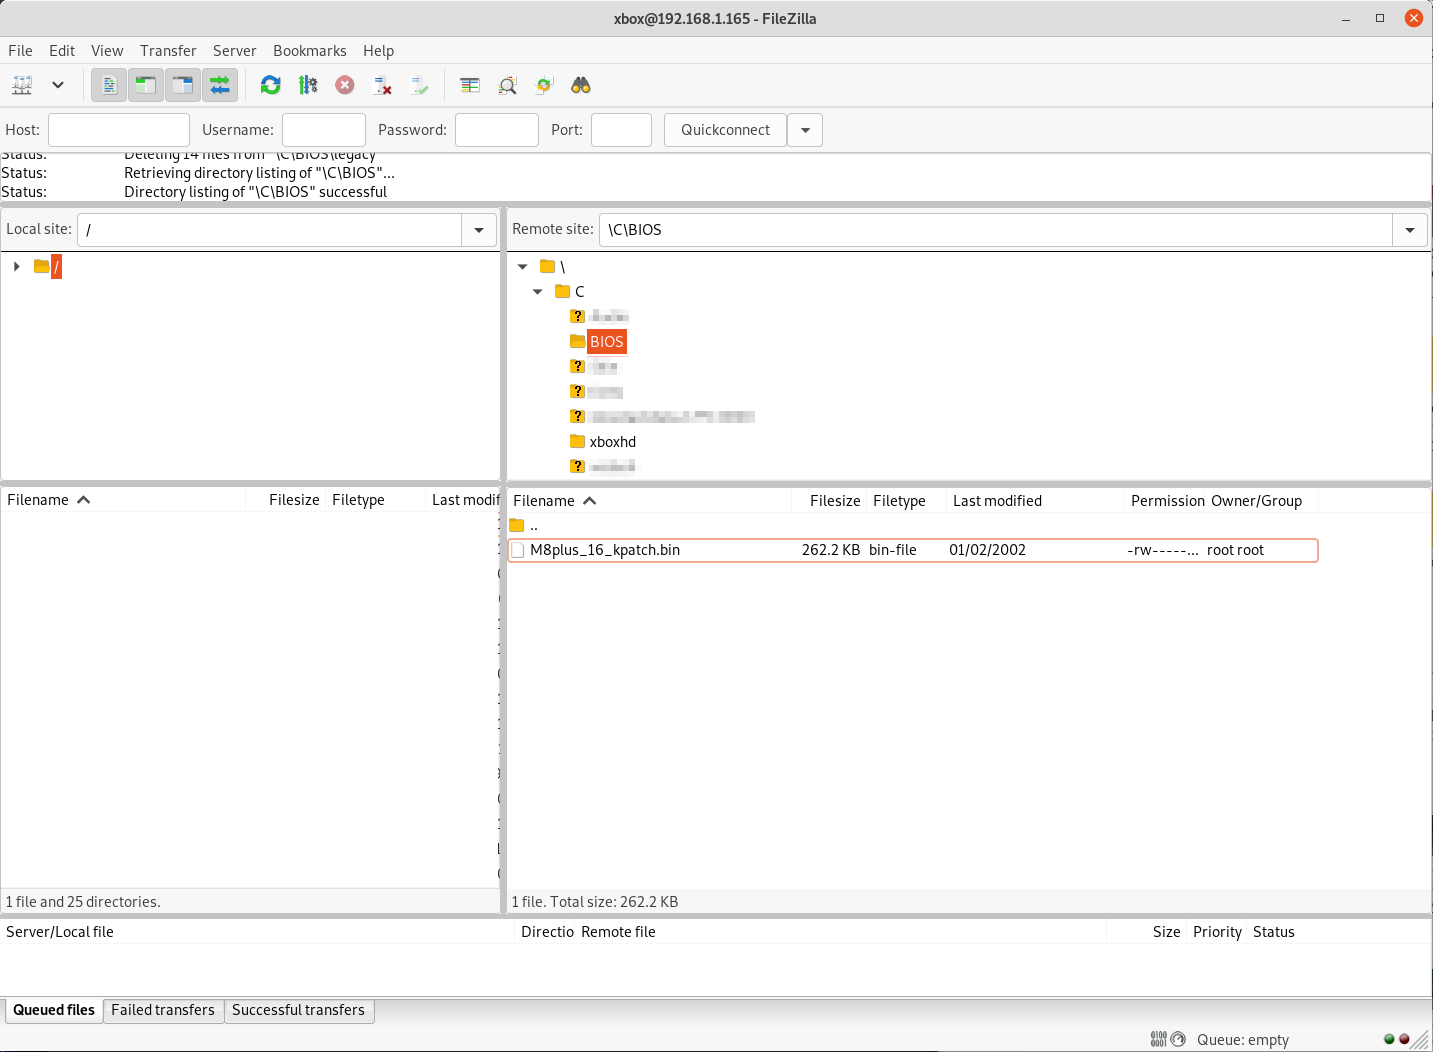 xbox@192.168.1.165 - FileZilla
File Edit View Transfer Server Bookmarks Help
Host: Username: Password: Port: Quickconnect
Status: Deleting 14 files from "\C\BIOS\legacy"
Status: Retrieving directory listing of "\C\BIOS"...
Status: Directory listing of "\C\BIOS" successful
Local site: /
Remote site: \C\BIOS
/
\
C
BIOS
xboxhd
Filename Filesize Filetype Last modif
Filename Filesize Filetype Last modified Permission Owner/Group
..
M8plus_16_kpatch.bin 262.2 KB bin-file 01/02/2002 -rw-----... root root
1 file and 25 directories.
1 file. Total size: 262.2 KB
Server/Local file Directio Remote file Size Priority Status
Queued files Failed transfers Successful transfers
Queue: empty